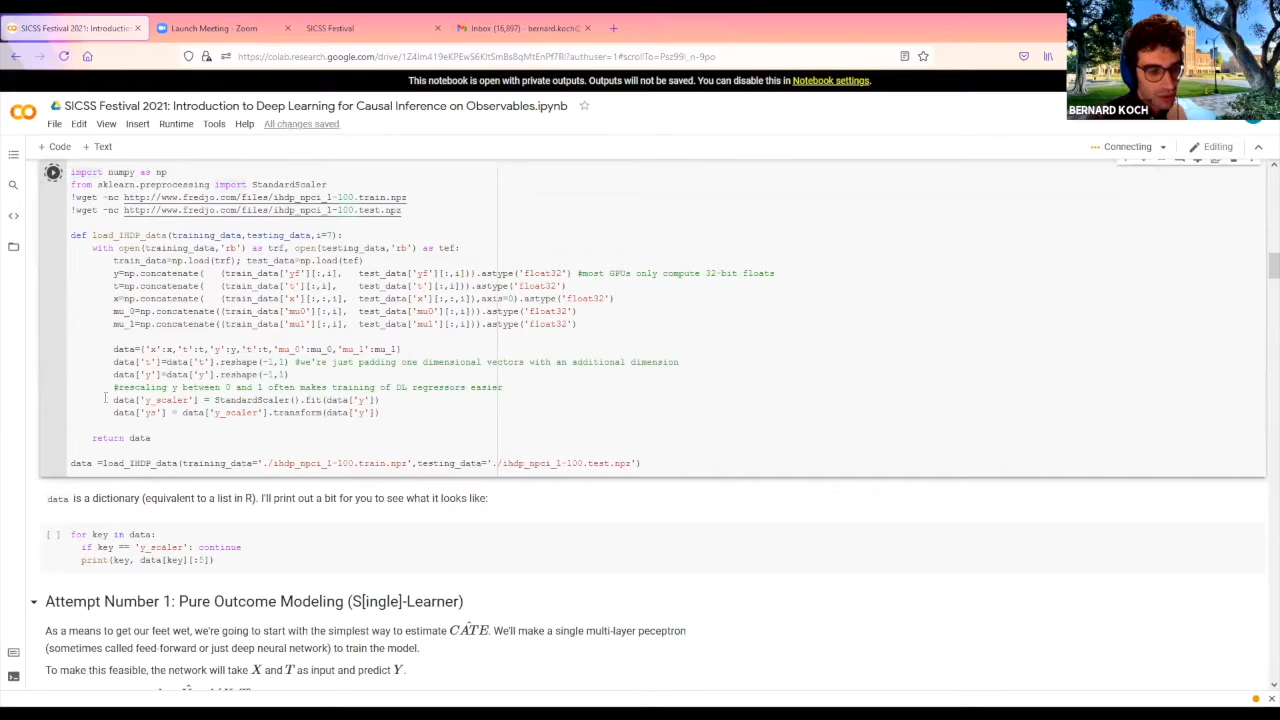 SICSS Festival 2021: Introductio
Launch Meeting - Zoom
SICSS Festival
Inbox (16,897) - bernard.koch@
BERNARD KOCH
This notebook is open with private outputs. Outputs will not be saved. You can disable this in Notebook settings.
SICSS Festival 2021: Introduction to Deep Learning for Causal Inference on Observables.ipynb
File Edit View Insert Runtime Tools Help All changes saved
+ Code + Text
Connecting
Editing
import numpy as np
from sklearn.preprocessing import StandardScaler
!wget -nc http://www.fredjo.com/files/ihdp_npci_1-100.train.npz
!wget -nc http://www.fredjo.com/files/ihdp_npci_1-100.test.npz
def load_IHDP_data(training_data,testing_data,i=7):
with open(training_data,'rb') as trf, open(testing_data,'rb') as tef:
train_data=np.load(trf); test_data=np.load(tef)
y=np.concatenate( (train_data['yf'][:,i], test_data['yf'][:,i])).astype('float32') #most GPUs only compute 32-bit floats
t=np.concatenate( (train_data['t'][:,i], test_data['t'][:,i])).astype('float32')
x=np.concatenate( (train_data['x'][:,:,i], test_data['x'][:,:,i]),axis=0).astype('float32')
mu_0=np.concatenate((train_data['mu0'][:,i], test_data['mu0'][:,i])).astype('float32')
mu_1=np.concatenate((train_data['mu1'][:,i], test_data['mu1'][:,i])).astype('float32')
data={'x':x,'t':t,'y':y,'t':t,'mu_0':mu_0,'mu_1':mu_1}
data['t']=data['t'].reshape(-1,1) #we're just padding one dimensional vectors with an additional dimension
data['y']=data['y'].reshape(-1,1)
#rescaling y between 0 and 1 often makes training of DL regressors easier
data['y_scaler'] = StandardScaler().fit(data['y'])
data['ys'] = data['y_scaler'].transform(data['y'])
return data
data =load_IHDP_data(training_data='./ihdp_npci_1-100.train.npz',testing_data='./ihdp_npci_1-100.test.npz')
data is a dictionary (equivalent to a list in R). I'll print out a bit for you to see what it looks like:
[ ] for key in data:
if key == 'y_scaler': continue
print(key, data[key][:5])
Attempt Number 1: Pure Outcome Modeling (S[ingle]-Learner)
As a means to get our feet wet, we're going to start with the simplest way to estimate CÂTE. We'll make a single multi-layer peceptron
(sometimes called feed-forward or just deep neural network) to train the model.
To make this feasible, the network will take X and T as input and predict Y.